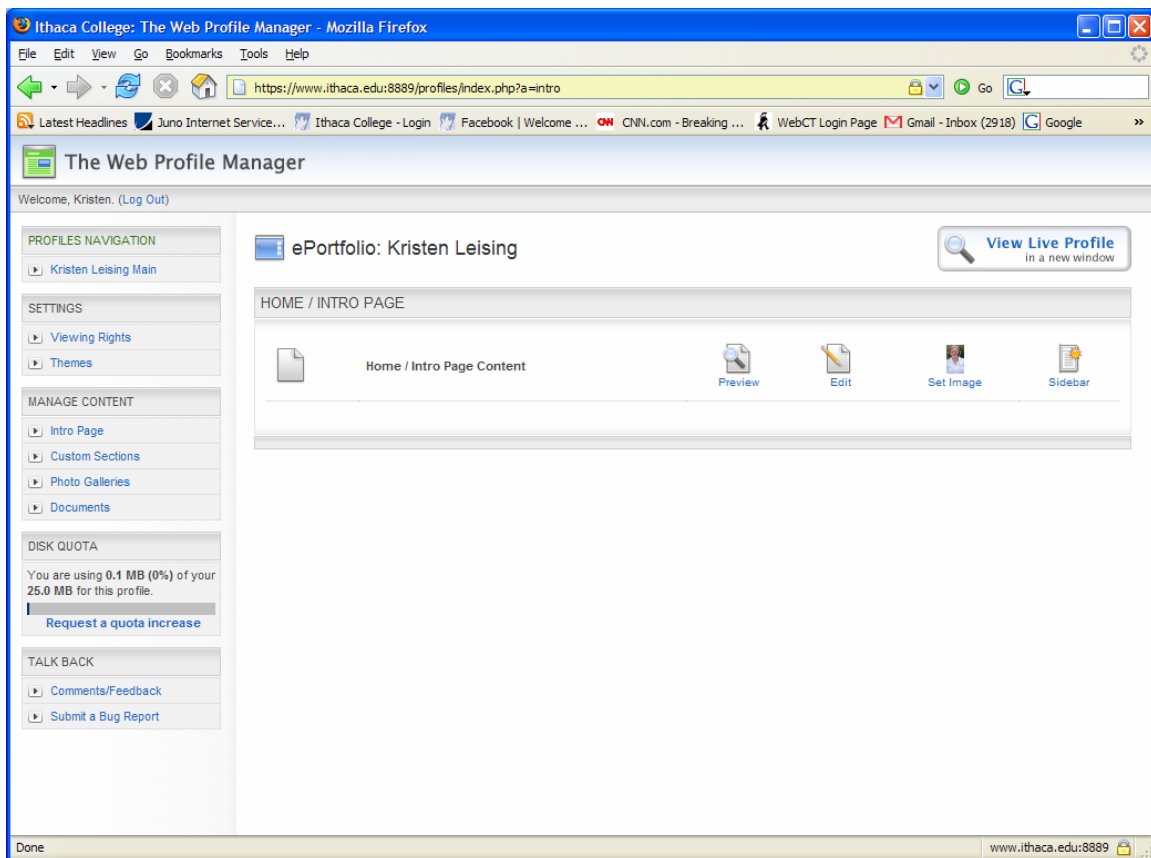 Ithaca College: The Web Profile Manager - Mozilla Firefox
File Edit View Go Bookmarks Tools Help
https://www.ithaca.edu:8889/profiles/index.php?a=intro
Go
G
Latest Headlines Juno Internet Service... Ithaca College - Login Facebook | Welcome ... CNN CNN.com - Breaking ... WebCT Login Page Gmail - Inbox (2918) G Google »
The Web Profile Manager
Welcome, Kristen. (Log Out)
PROFILES NAVIGATION
Kristen Leising Main
SETTINGS
Viewing Rights
Themes
MANAGE CONTENT
Intro Page
Custom Sections
Photo Galleries
Documents
DISK QUOTA
You are using 0.1 MB (0%) of your
25.0 MB for this profile.
Request a quota increase
TALK BACK
Comments/Feedback
Submit a Bug Report
ePortfolio: Kristen Leising
View Live Profile
in a new window
HOME / INTRO PAGE
Home / Intro Page Content
Preview
Edit
Set Image
Sidebar
Done
www.ithaca.edu:8889